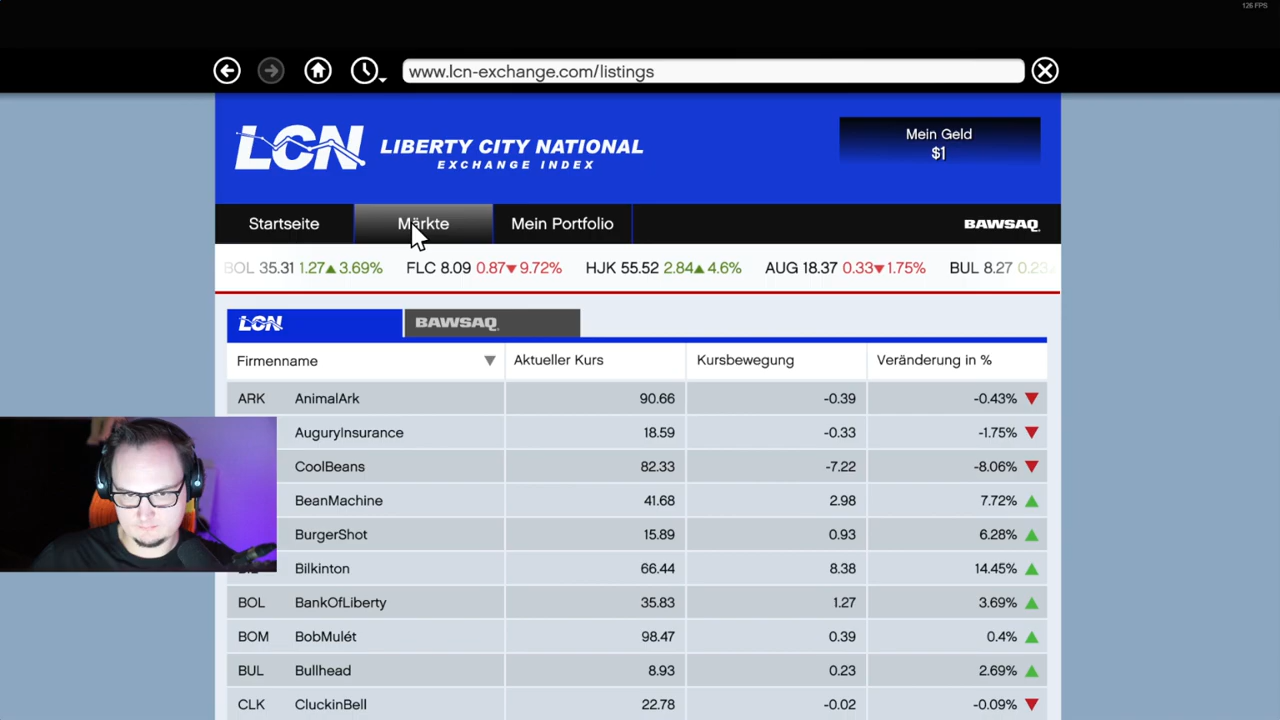 126 FPS
www.lcn-exchange.com/listings
LCN LIBERTY CITY NATIONAL
EXCHANGE INDEX
Mein Geld
$1
Startseite Märkte Mein Portfolio BAWSAQ
BOL 35.31 1.27▲3.69% FLC 8.09 0.87▼9.72% HJK 55.52 2.84▲4.6% AUG 18.37 0.33▼1.75% BUL 8.27 0.23
LCN BAWSAQ
Firmenname ▼ Aktueller Kurs Kursbewegung Veränderung in %
ARK AnimalArk 90.66 -0.39 -0.43% ▼
AuguryInsurance 18.59 -0.33 -1.75% ▼
CoolBeans 82.33 -7.22 -8.06% ▼
BeanMachine 41.68 2.98 7.72% ▲
BurgerShot 15.89 0.93 6.28% ▲
Bilkinton 66.44 8.38 14.45% ▲
BOL BankOfLiberty 35.83 1.27 3.69% ▲
BOM BobMulét 98.47 0.39 0.4% ▲
BUL Bullhead 8.93 0.23 2.69% ▲
CLK CluckinBell 22.78 -0.02 -0.09% ▼